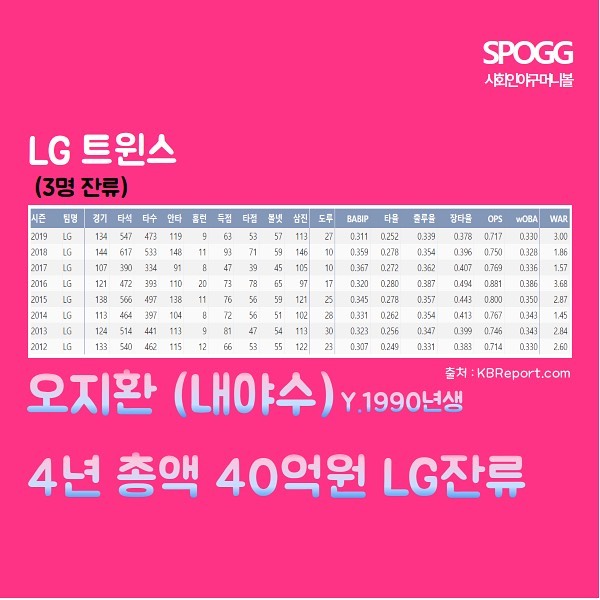 SPOGG
사회인야구머니볼
LG 트윈스
(3명 잔류)
시즌 팀명 경기 타석 타수 안타 홈런 득점 타점 볼넷 삼진 도루 BABIP 타율 출루율 장타율 OPS wOBA WAR
2019 LG 134 547 473 119 9 63 53 57 113 27 0.311 0.252 0.339 0.378 0.717 0.330 3.00
2018 LG 144 617 533 148 11 93 71 59 146 10 0.359 0.278 0.354 0.396 0.750 0.328 1.86
2017 LG 107 390 334 91 8 47 39 45 105 10 0.367 0.272 0.362 0.407 0.769 0.336 1.57
2016 LG 121 472 393 110 20 73 78 65 97 17 0.320 0.280 0.387 0.494 0.881 0.386 3.68
2015 LG 138 566 497 138 11 76 56 59 121 25 0.345 0.278 0.357 0.443 0.800 0.350 2.87
2014 LG 113 464 397 104 8 72 56 51 102 28 0.331 0.262 0.354 0.413 0.767 0.343 1.45
2013 LG 124 514 441 113 9 81 47 54 113 30 0.323 0.256 0.347 0.399 0.746 0.343 2.84
2012 LG 133 540 462 115 12 66 53 55 122 23 0.307 0.249 0.331 0.383 0.714 0.330 2.60
출처 : KBReport.com
오지환 (내야수) Y.1990년생
4년 총액 40억원 LG잔류